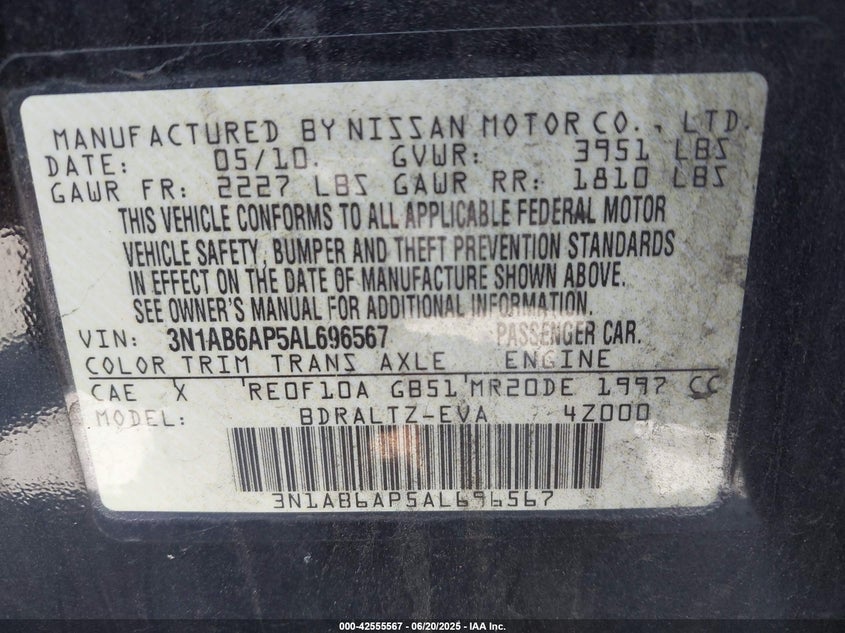 MANUFACTURED BY NISSAN MOTOR CO., LTD.
DATE: 05/10. GVWR: 3951 LBS
GAWR FR: 2227 LBS GAWR RR: 1810 LBS
THIS VEHICLE CONFORMS TO ALL APPLICABLE FEDERAL MOTOR
VEHICLE SAFETY, BUMPER AND THEFT PREVENTION STANDARDS
IN EFFECT ON THE DATE OF MANUFACTURE SHOWN ABOVE.
SEE OWNER'S MANUAL FOR ADDITIONAL INFORMATION.
VIN: 3N1AB6AP5AL696567 PASSENGER CAR.
COLOR TRIM TRANS AXLE ENGINE
CAE X RE0F10A GB51 MR20DE 1997 CC
MODEL: BDRALTZ-EVA 4Z000
3N1AB6AP5AL696567
000-42555567 - 06/20/2025 - IAA Inc.